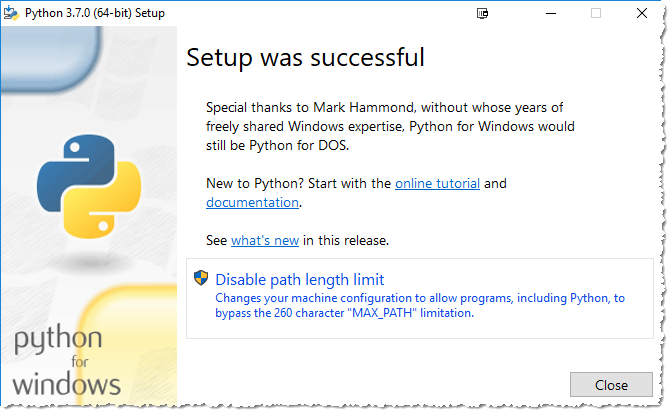 Python 3.7.0 (64-bit) Setup
Setup was successful
Special thanks to Mark Hammond, without whose years of
freely shared Windows expertise, Python for Windows would
still be Python for DOS.
New to Python? Start with the online tutorial and
documentation.
See what's new in this release.
Disable path length limit
Changes your machine configuration to allow programs, including Python, to
bypass the 260 character "MAX_PATH" limitation.
python
for
windows
Close